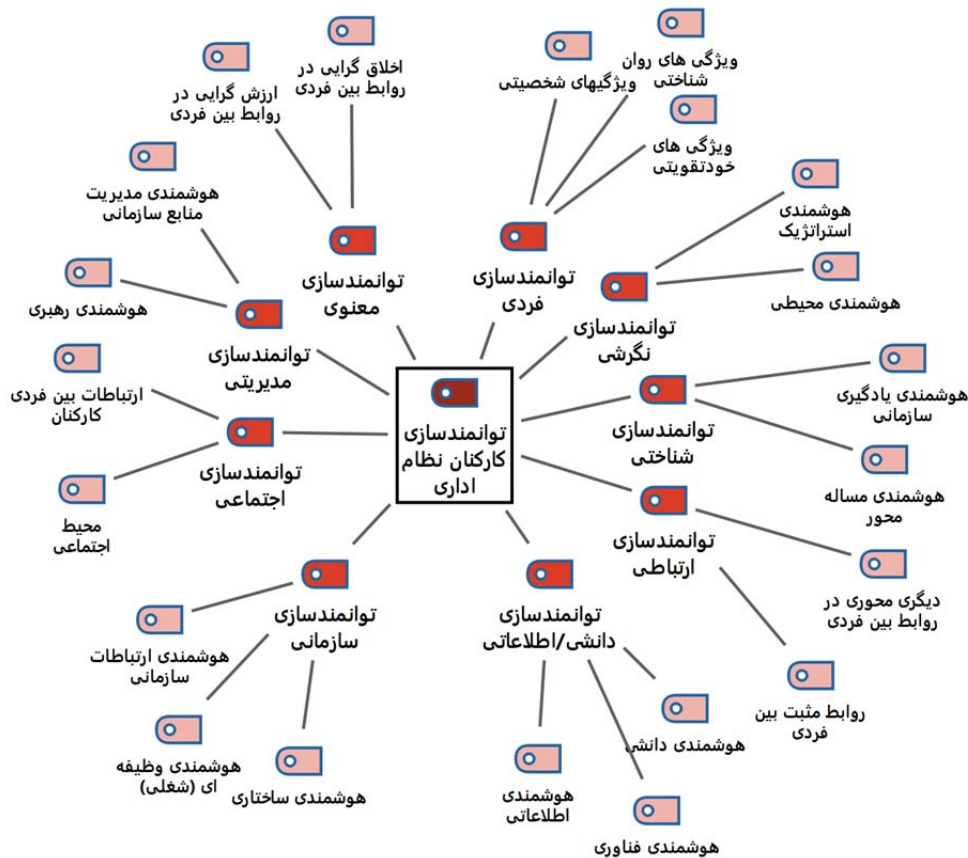 اخلاق گرایی در
روابط بین فردی
ارزش گرایی در
روابط بین فردی
ویژگی های روان
شناختی
ویژگیهای شخصیتی
ویژگی های
خودتقویتی
هوشمندی مدیریت
منابع سازمانی
هوشمندی
استراتژیک
توانمندسازی
معنوی
توانمندسازی
فردی
هوشمندی رهبری
هوشمندی محیطی
توانمندسازی
نگرشی
توانمندسازی
مدیریتی
ارتباطات بین فردی
کارکنان
هوشمندی یادگیری
سازمانی
توانمندسازی
کارکنان نظام
اداری
توانمندسازی
شناختی
توانمندسازی
اجتماعی
هوشمندی مساله
محور
محیط
اجتماعی
توانمندسازی
ارتباطی
دیگری محوری در
روابط بین فردی
توانمندسازی
سازمانی
توانمندسازی
دانشی/اطلاعاتی
هوشمندی ارتباطات
سازمانی
روابط مثبت بین
فردی
هوشمندی دانشی
هوشمندی وظیفه
ای (شغلی)
هوشمندی ساختاری
هوشمندی
اطلاعاتی
هوشمندی فناوری